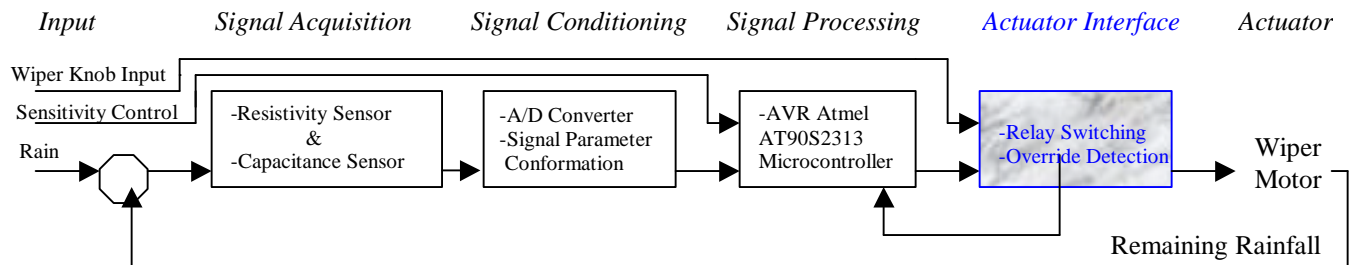 Input
Signal Acquisition
Signal Conditioning
Signal Processing
Actuator Interface
Actuator
Wiper Knob Input
Sensitivity Control
Rain
-Resistivity Sensor
&
-Capacitance Sensor
-A/D Converter
-Signal Parameter
Conformation
-AVR Atmel
AT90S2313
Microcontroller
-Relay Switching
-Override Detection
Wiper
Motor
Remaining Rainfall